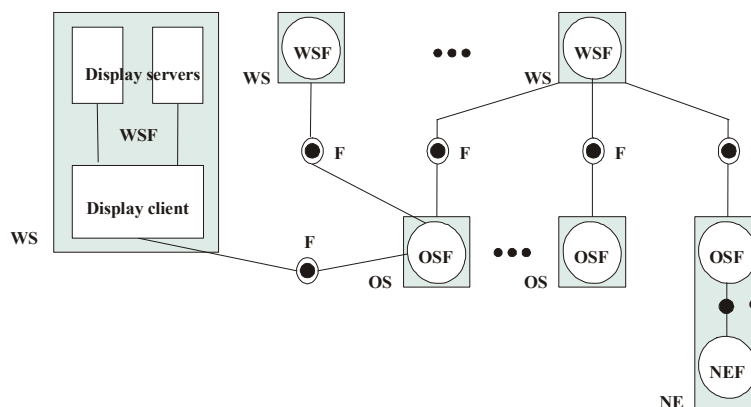 WSF
WSF
Display servers
WS
WS
WSF
F
F
F
Display client
WS
F
OSF
OSF
OSF
OS
OS
NEF
NE